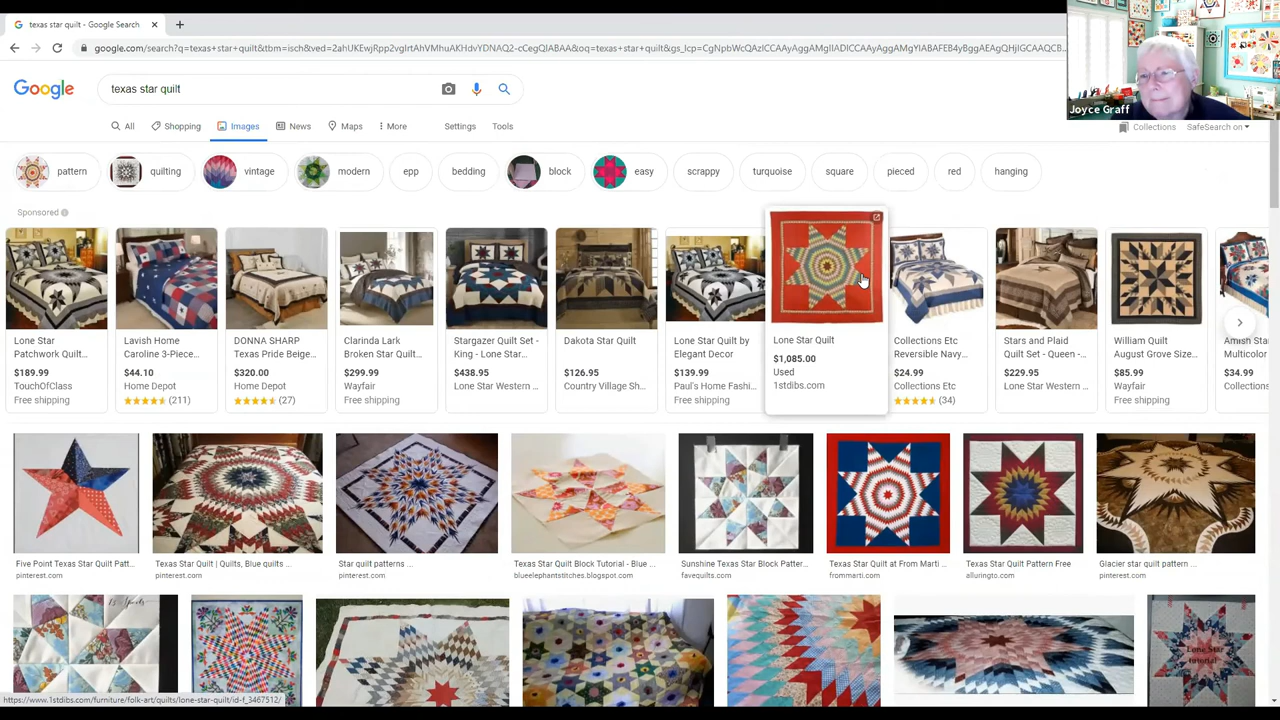 texas star quilt - Google Search
google.com/search?q=texas+star+quilt&tbm=isch&ved=2ahUKEwjRpp2vgIrtAhVMhuAKHdvYDNAQ2-cCegQIABAA&oq=texas+star+quilt&gs_lcp=CgNpbWcQAzICCAAyAggAMgIIADICCAAyAggAMgYIABAFEB4yBggAEAgQHjIGCAAQCB...
Joyce Graff
Google
texas star quilt
All
Shopping
Images
News
Maps
More
Settings
Tools
Collections
SafeSearch on
pattern
quilting
vintage
modern
epp
bedding
block
easy
scrappy
turquoise
square
pieced
red
hanging
Sponsored
Lone Star
Patchwork Quilt...
$189.99
TouchOfClass
Free shipping
Lavish Home
Caroline 3-Piece...
$44.10
Home Depot
(211)
DONNA SHARP
Texas Pride Beige...
$320.00
Home Depot
(27)
Clarinda Lark
Broken Star Quilt...
$299.99
Wayfair
Free shipping
Stargazer Quilt Set -
King - Lone Star...
$438.95
Lone Star Western ...
Dakota Star Quilt
$126.95
Country Village Sh...
Lone Star Quilt by
Elegant Decor
$139.99
Paul's Home Fashi...
Free shipping
Lone Star Quilt
$1,085.00
Used
1stdibs.com
Collections Etc
Reversible Navy...
$24.99
Collections Etc
(34)
Stars and Plaid
Quilt Set - Queen -...
$229.95
Lone Star Western ...
William Quilt
August Grove Size...
$85.99
Wayfair
Free shipping
Amish Star
Multicolor
$34.99
Collections
Five Point Texas Star Quilt Patt...
pinterest.com
Texas Star Quilt | Quilts, Blue quilts ...
pinterest.com
Star quilt patterns ...
pinterest.com
Texas Star Quilt Block Tutorial - Blue ...
blueelephantstitches.blogspot.com
Sunshine Texas Star Block Patter...
favequilts.com
Texas Star Quilt at From Marti ...
frommarti.com
Texas Star Quilt Pattern Free
alluringto.com
Glacier star quilt pattern ...
pinterest.com
Lone Star
tutorial
https://www.1stdibs.com/furniture/folk-art/quilts/lone-star-quilt/id-f_3467512/